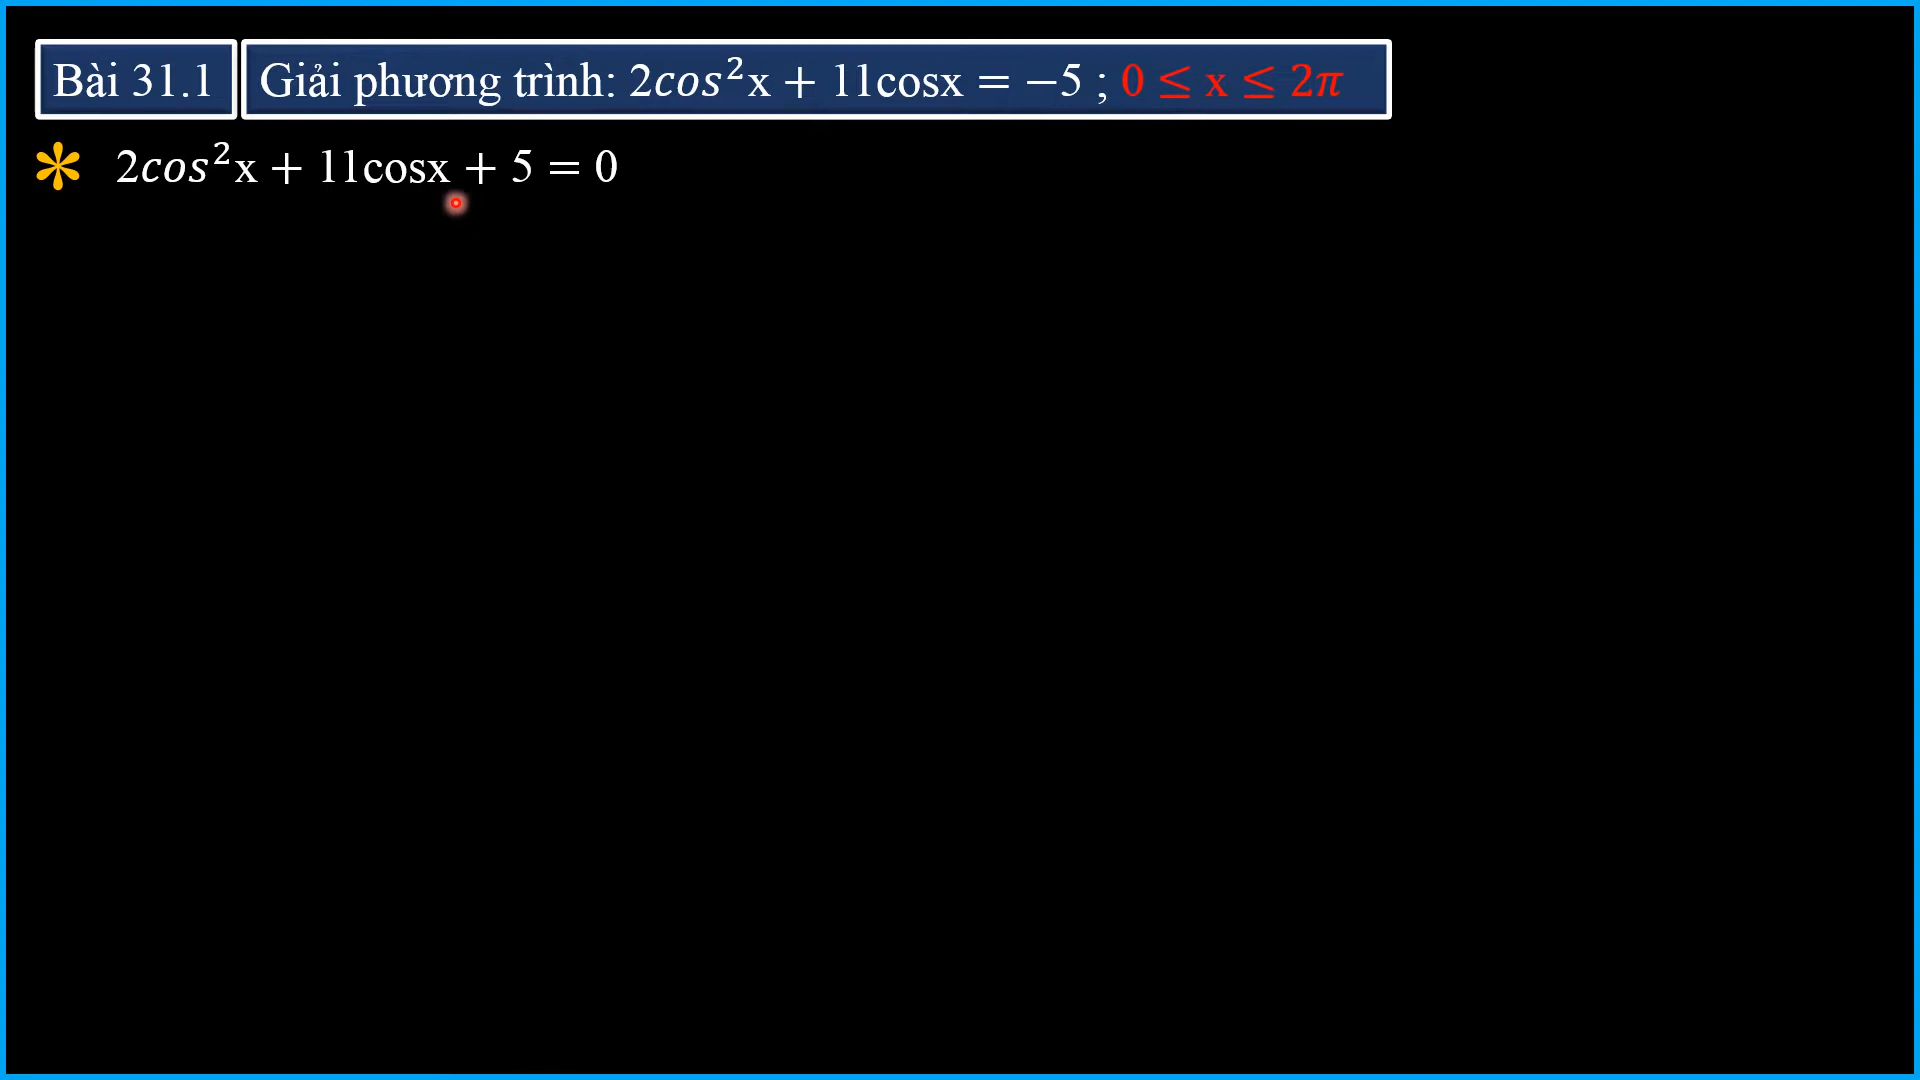 Bài 31.1 Giải phương trình: 2cos²x + 11cosx = −5 ; 0 ≤ x ≤ 2π
* 2cos²x + 11cosx + 5 = 0